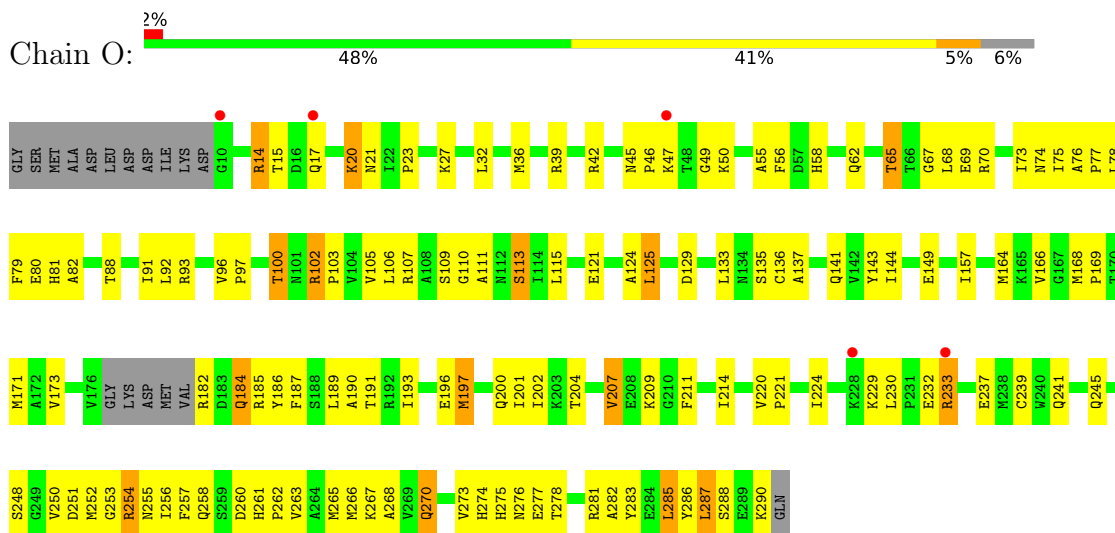 2%
Chain O:
48% 41% 5% 6%
GLY SER MET ALA ASP LEU ASP ASP ILE LYS ASP G10 R14 T15 D16 Q17 K20 N21 I22 P23 K27 L32 M36 R39 R42 N45 P46 K47 T48 G49 K50 A55 F56 D57 H58 Q62 T65 T66 G67 L68 E69 R70 I73 N74 I75 A76 P77 L78
F79 E80 H81 A82 T88 I91 L92 R93 V96 P97 T100 N101 R102 P103 V104 V105 L106 R107 A108 S109 G110 A111 N112 S113 I114 L115 E121 A124 L125 D129 L133 N134 S135 C136 A137 Q141 V142 Y143 I144 E149 I157 M164 K165 V166 G167 M168 P169 T170
M171 A172 V173 V176 GLY LYS ASP MET VAL R182 D183 Q184 R185 Y186 F187 S188 L189 A190 T191 R192 I193 E196 M197 Q200 I201 I202 K203 T204 V207 E208 K209 G210 F211 I214 V220 P221 I224 K228 K229 L230 P231 E232 R233 E237 M238 C239 W240 Q241 Q245
S248 G249 V250 D251 M252 G253 R254 N255 I256 F257 Q258 S259 D260 H261 P262 V263 A264 M265 M266 K267 A268 V269 Q270 V273 H274 H275 N276 E277 T278 R281 A282 Y283 E284 L285 Y286 L287 S288 E289 K290 GLN